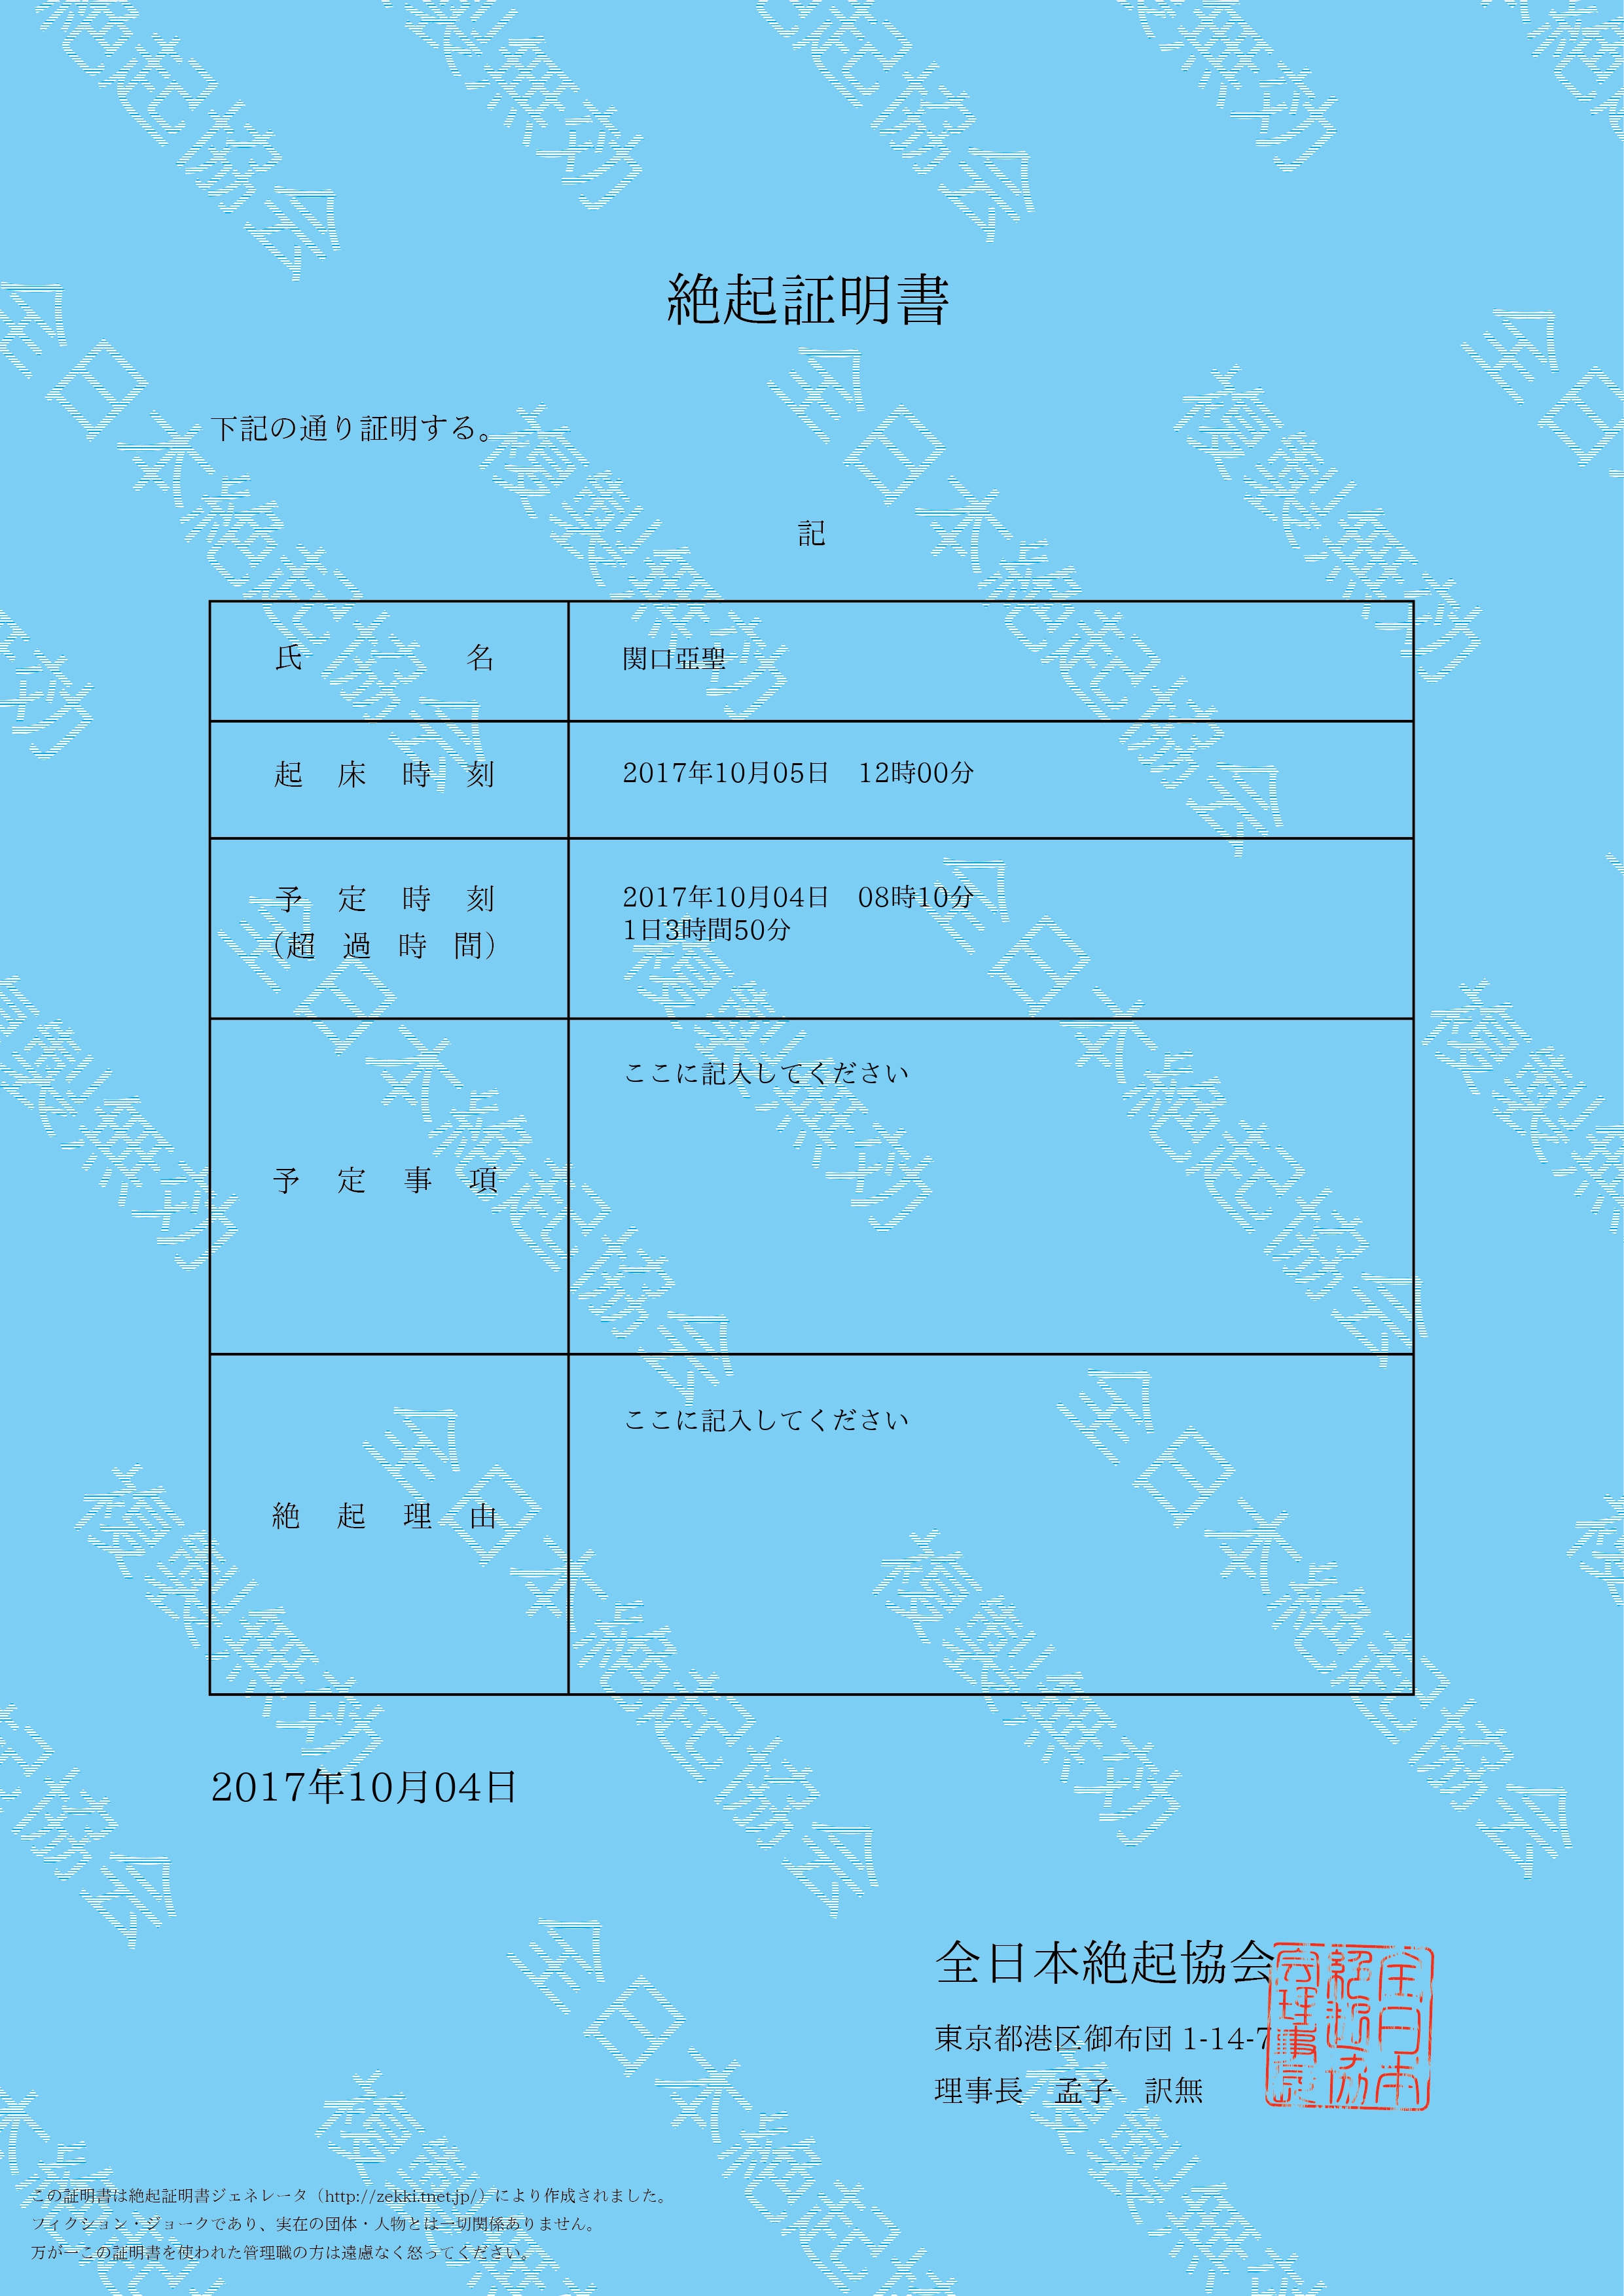 絶起証明書
下記の通り証明する。
記
氏名 関口亞聖
起床時刻 2017年10月05日 12時00分
予定時刻 2017年10月04日 08時10分
(超過時間) 1日3時間50分
予定事項 ここに記入してください
絶起理由 ここに記入してください
2017年10月04日
全日本絶起協会
東京都港区御布団 1-14-7
理事長 孟子 訳無
全日本
絶起協
会理事長
この証明書は絶起証明書ジェネレータ（http://zekki.tnet.jp/）により作成されました。
フィクション・ジョークであり、実在の団体・人物とは一切関係ありません。
万が一この証明書を使われた管理職の方は遠慮なく怒ってください。
全日本絶起協会
複製無効